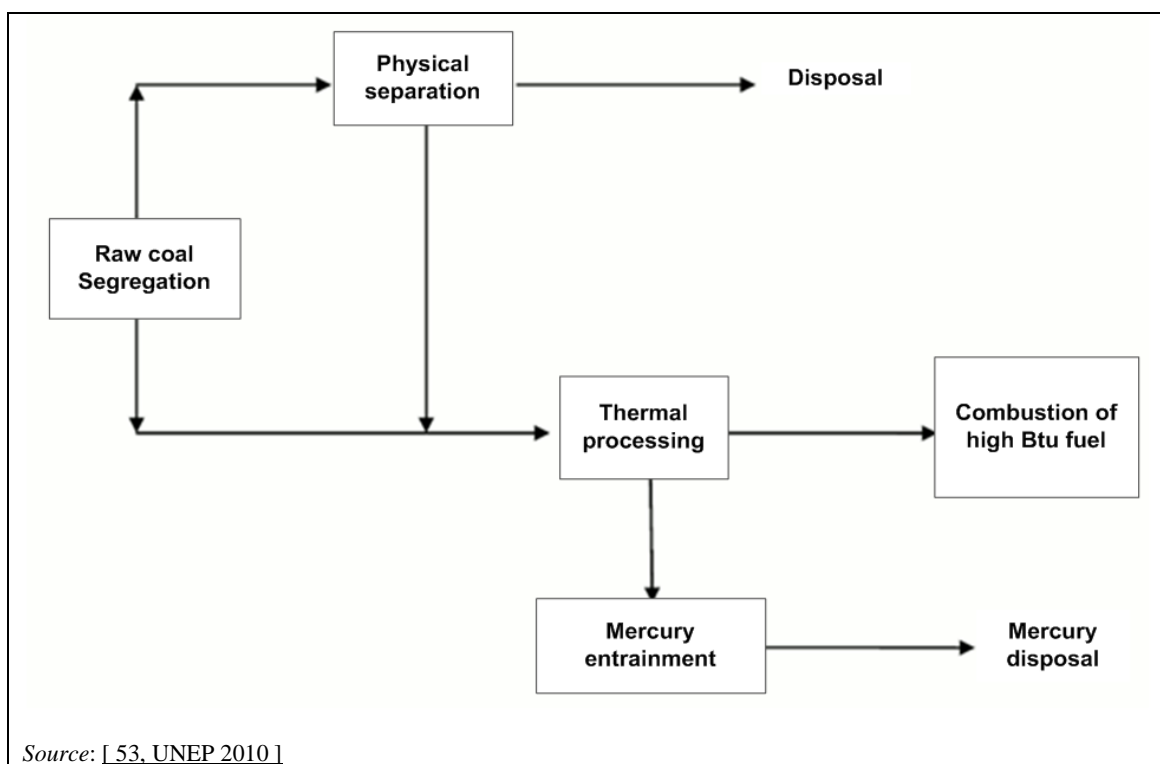 Physical
separation
Disposal
Raw coal
Segregation
Thermal
processing
Combustion of
high Btu fuel
Mercury
entrainment
Mercury
disposal
Source: [ 53, UNEP 2010 ]